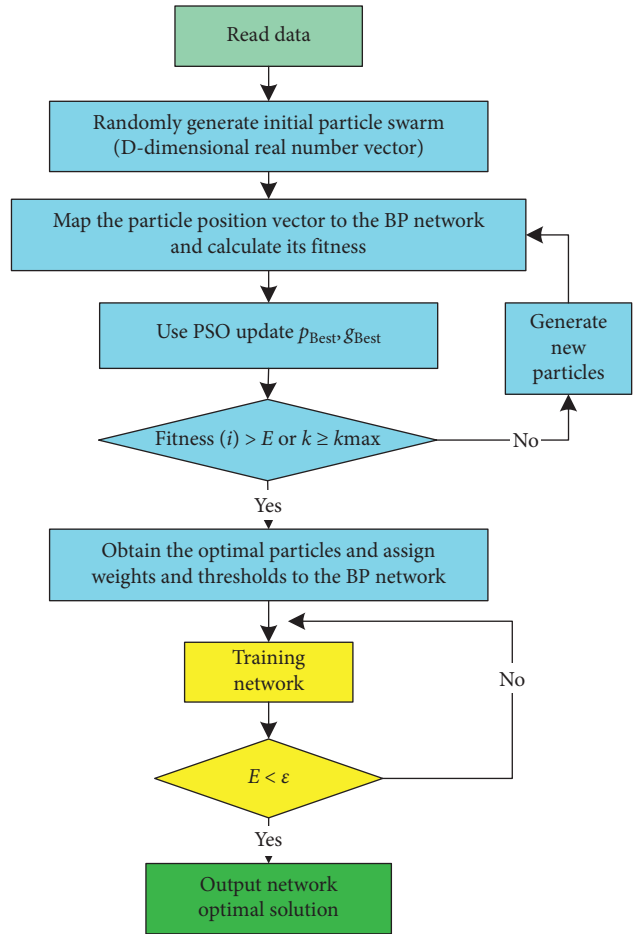 Read data
Randomly generate initial particle swarm
(D-dimensional real number vector)
Map the particle position vector to the BP network
and calculate its fitness
Use PSO update pBest, gBest
Generate
new
particles
Fitness (i) > E or k ≥ kmax
No
Yes
Obtain the optimal particles and assign
weights and thresholds to the BP network
Training
network
No
E < ε
Yes
Output network
optimal solution